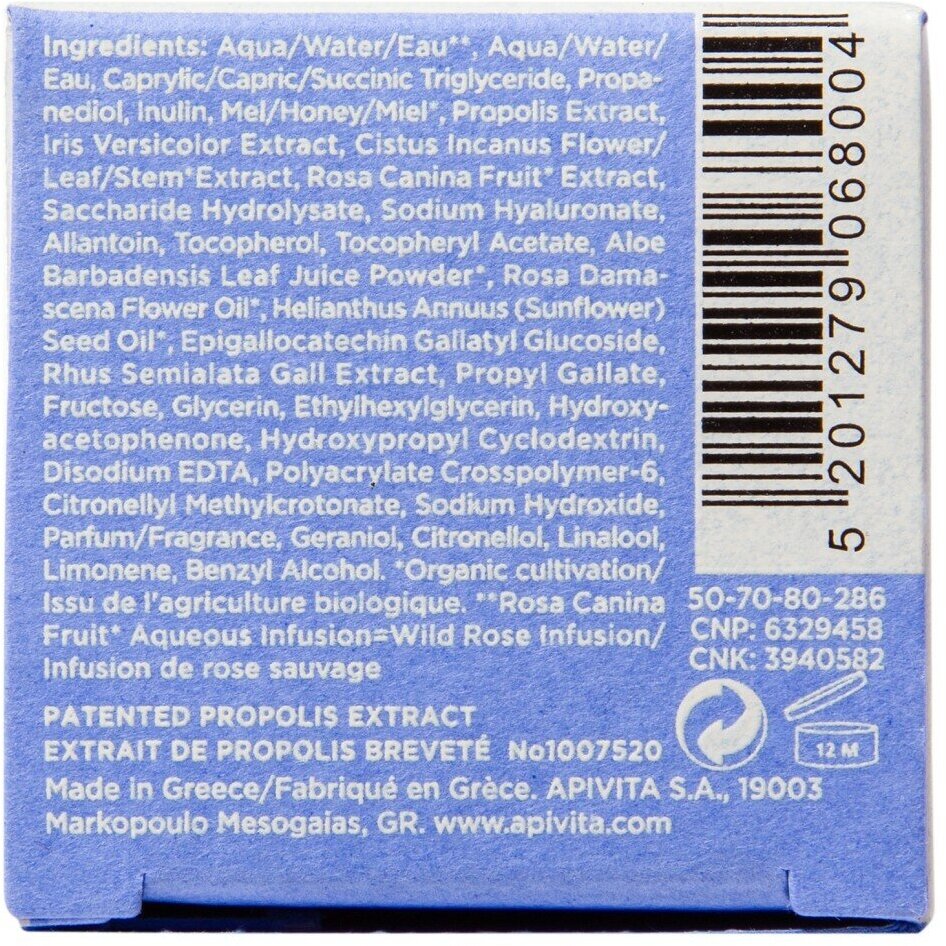 Ingredients: Aqua/Water/Eau**, Aqua/Water/
Eau, Caprylic/Capric/Succinic Triglyceride, Propa-
nediol, Inulin, Mel/Honey/Miel*, Propolis Extract,
Iris Versicolor Extract, Cistus Incanus Flower/
Leaf/Stem*Extract, Rosa Canina Fruit* Extract,
Saccharide Hydrolysate, Sodium Hyaluronate,
Allantoin, Tocopherol, Tocopheryl Acetate, Aloe
Barbadensis Leaf Juice Powder*, Rosa Dama-
scena Flower Oil*, Helianthus Annuus (Sunflower)
Seed Oil*, Epigallocatechin Gallatyl Glucoside,
Rhus Semialata Gall Extract, Propyl Gallate,
Fructose, Glycerin, Ethylhexylglycerin, Hydroxy-
acetophenone, Hydroxypropyl Cyclodextrin,
Disodium EDTA, Polyacrylate Crosspolymer-6,
Citronellyl Methylcrotonate, Sodium Hydroxide,
Parfum/Fragrance, Geraniol, Citronellol, Linalool,
Limonene, Benzyl Alcohol. *Organic cultivation/
Issu de l'agriculture biologique. **Rosa Canina
Fruit* Aqueous Infusion=Wild Rose Infusion/
Infusion de rose sauvage
PATENTED PROPOLIS EXTRACT
EXTRAIT DE PROPOLIS BREVETÉ No1007520
Made in Greece/Fabriqué en Grèce. APIVITA S.A., 19003
Markopoulo Mesogaias, GR. www.apivita.com
5 201279 068004
50-70-80-286
CNP: 6329458
CNK: 3940582
12 M